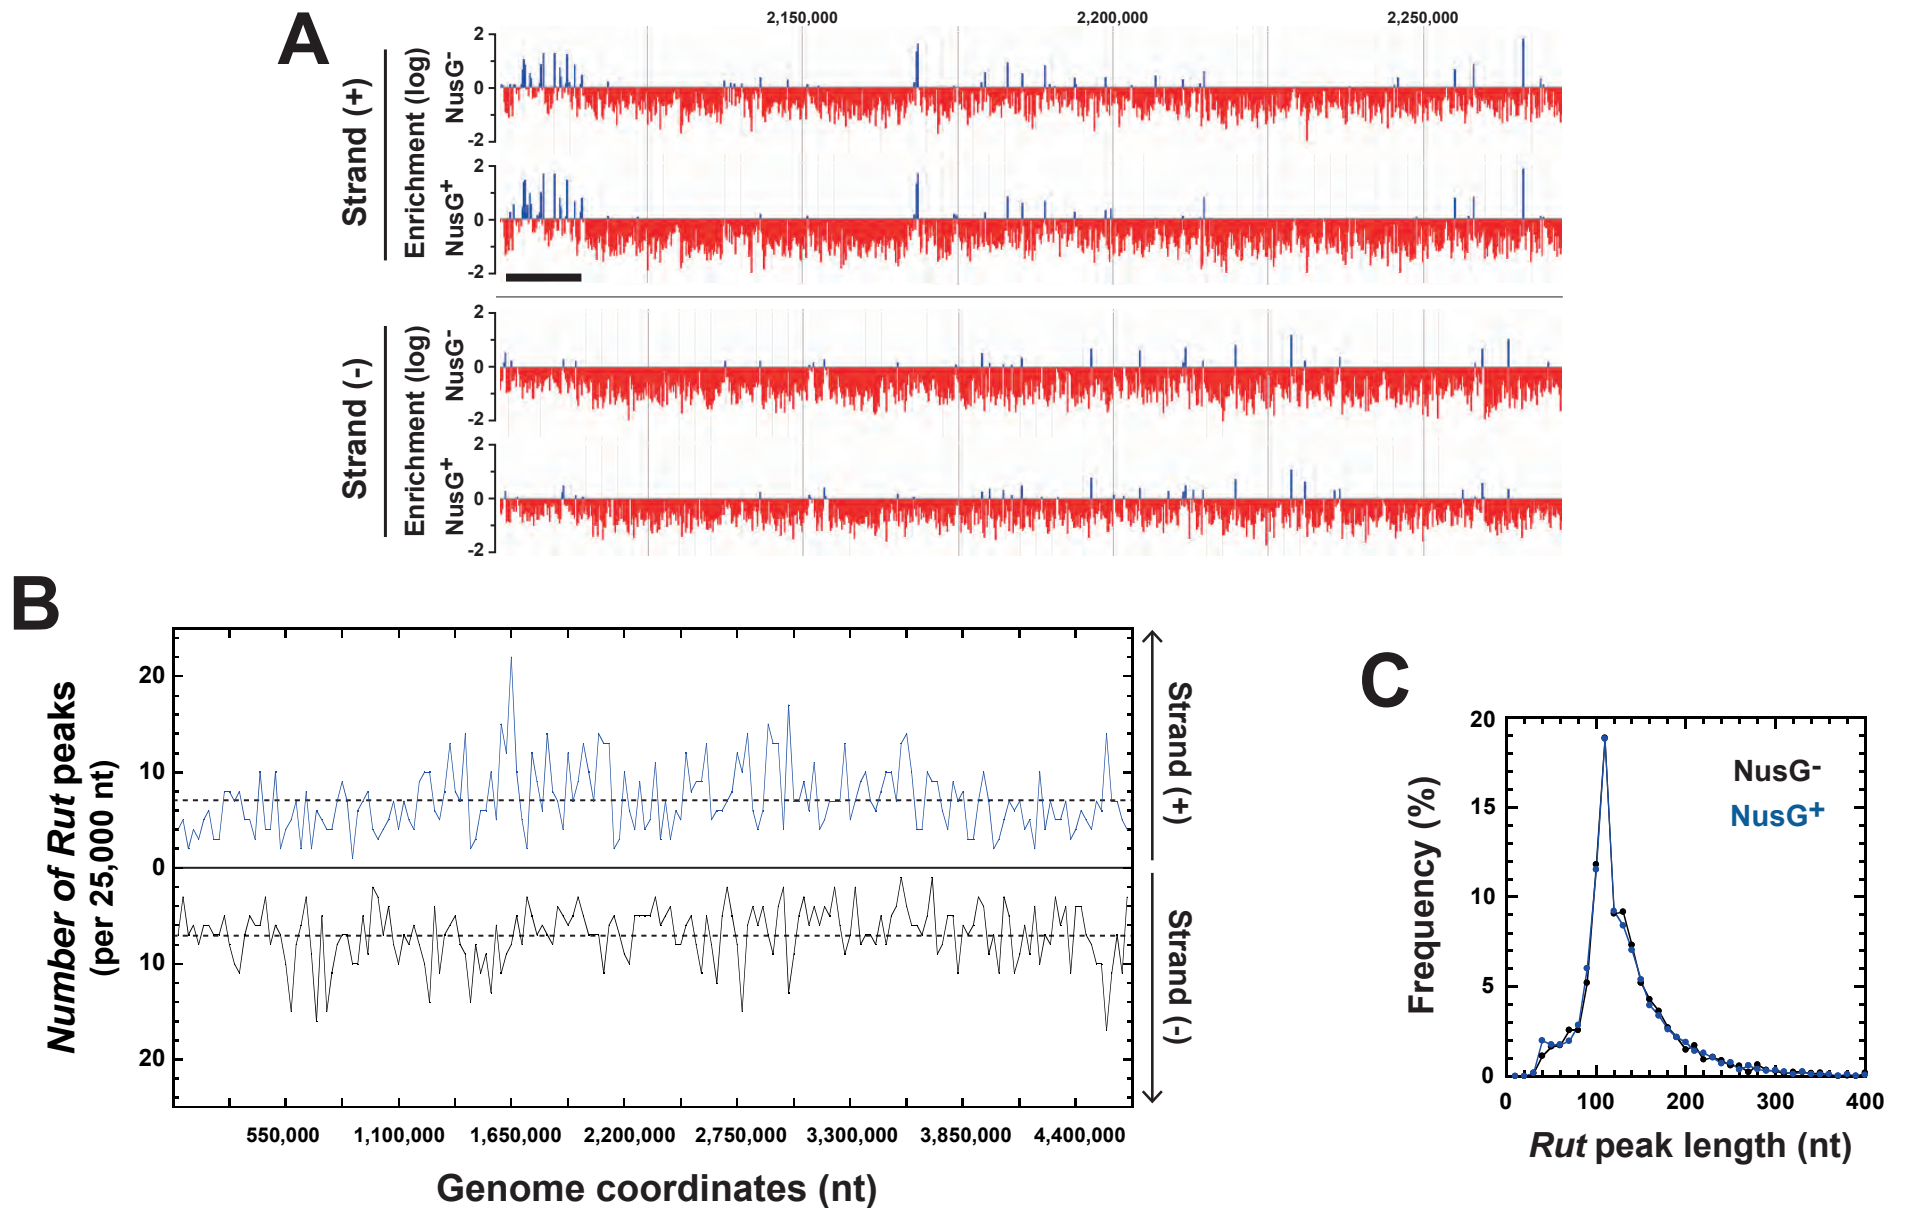 A
2,150,000
2,200,000
2,250,000
Strand (+)
Enrichment (log)
NusG-
2
0
-2
NusG+
2
0
-2
Strand (-)
Enrichment (log)
NusG-
2
0
-2
NusG+
2
0
-2
B
Number of Rut peaks
(per 25,000 nt)
20
10
0
10
20
Strand (+)
Strand (-)
550,000
1,100,000
1,650,000
2,200,000
2,750,000
3,300,000
3,850,000
4,400,000
Genome coordinates (nt)
C
Frequency (%)
20
15
10
5
0
NusG-
NusG+
0
100
200
300
400
Rut peak length (nt)